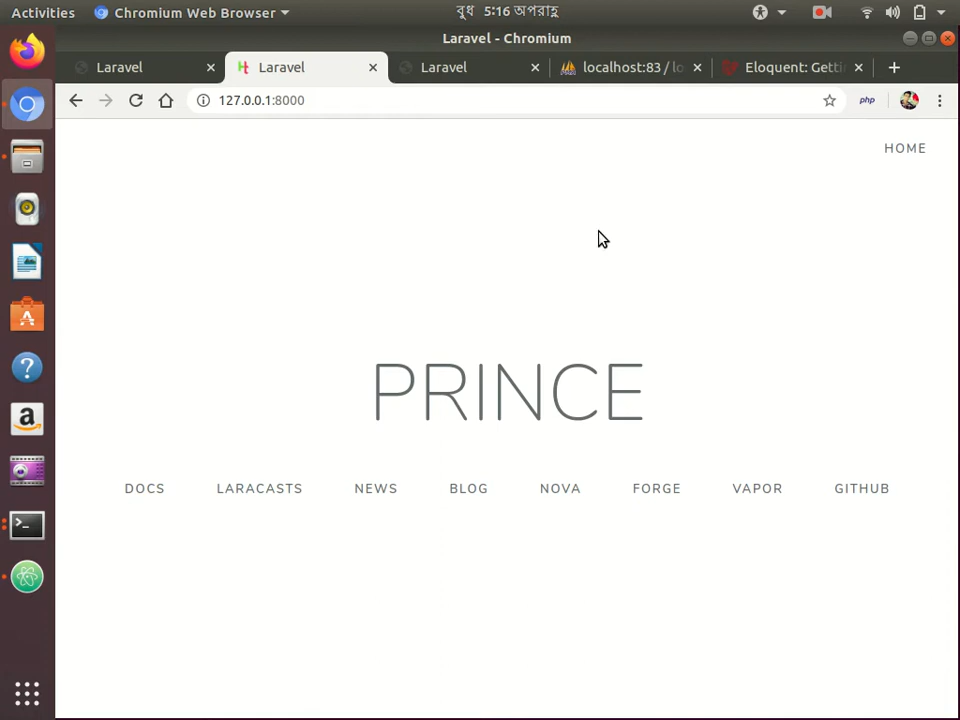 Activities Chromium Web Browser বুধ 5:16 অপরাহ্ণ
Laravel - Chromium
Laravel Laravel Laravel localhost:83 / lo Eloquent: Getti
127.0.0.1:8000 php
HOME
PRINCE
DOCS LARACASTS NEWS BLOG NOVA FORGE VAPOR GITHUB